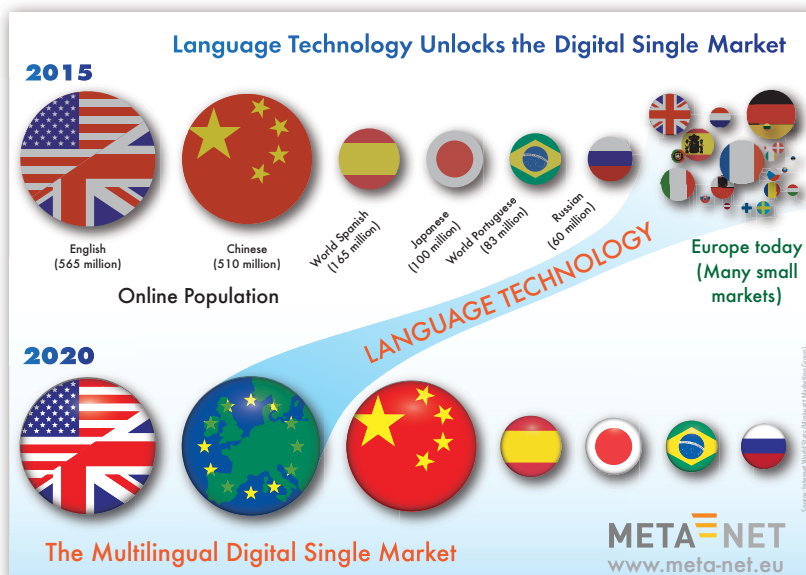 Language Technology Unlocks the Digital Single Market
2015
English
(565 million)
Chinese
(510 million)
World Spanish
(165 million)
Japanese
(100 million)
World Portuguese
(83 million)
Russian
(60 million)
Europe today
(Many small
markets)
Online Population
LANGUAGE TECHNOLOGY
2020
The Multilingual Digital Single Market
META NET
www.meta-net.eu